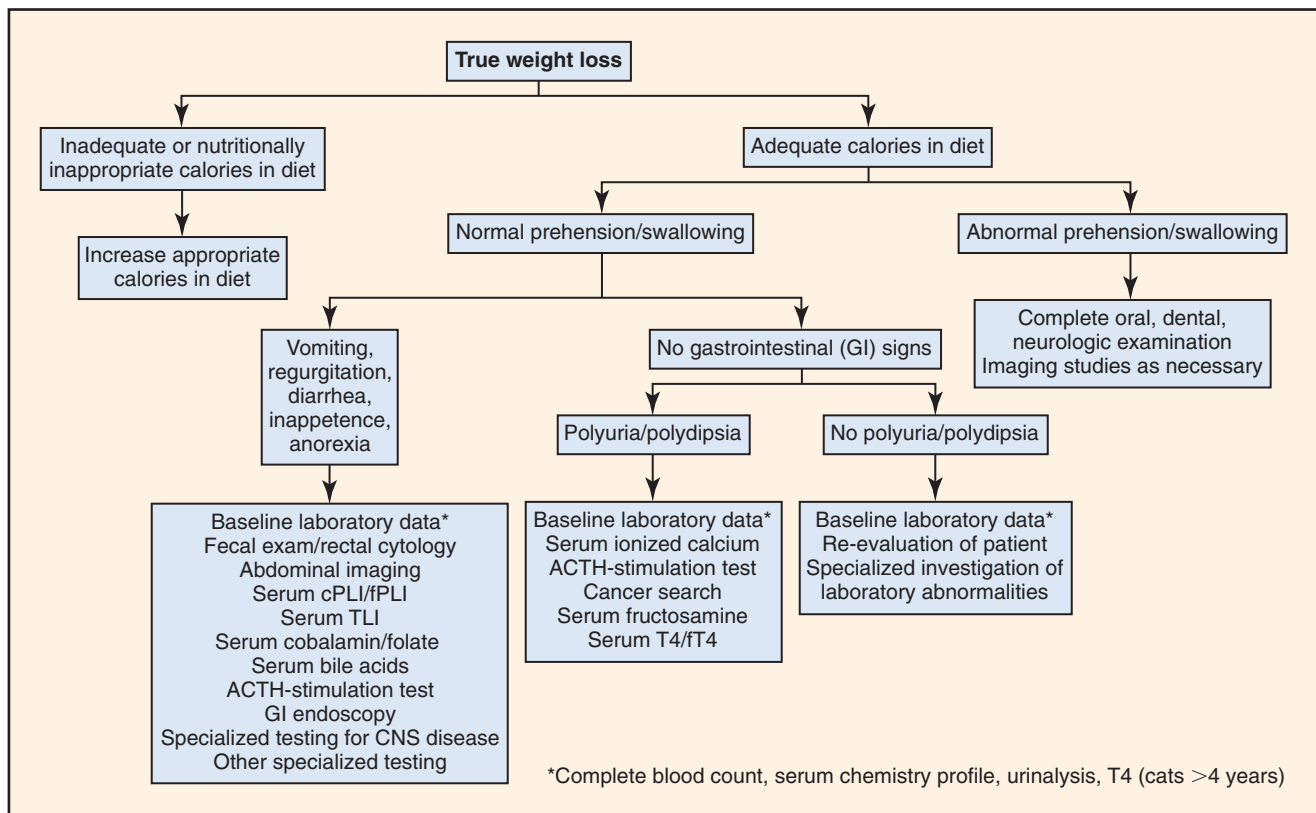 True weight loss
Inadequate or nutritionally
inappropriate calories in diet
Adequate calories in diet
Increase appropriate
calories in diet
Normal prehension/swallowing
Abnormal prehension/swallowing
Vomiting,
regurgitation,
diarrhea,
inappetence,
anorexia
No gastrointestinal (GI) signs
Complete oral, dental,
neurologic examination
Imaging studies as necessary
Polyuria/polydipsia
No polyuria/polydipsia
Baseline laboratory data*
Fecal exam/rectal cytology
Abdominal imaging
Serum cPLI/fPLI
Serum TLI
Serum cobalamin/folate
Serum bile acids
ACTH-stimulation test
GI endoscopy
Specialized testing for CNS disease
Other specialized testing
Baseline laboratory data*
Serum ionized calcium
ACTH-stimulation test
Cancer search
Serum fructosamine
Serum T4/fT4
Baseline laboratory data*
Re-evaluation of patient
Specialized investigation of
laboratory abnormalities
*Complete blood count, serum chemistry profile, urinalysis, T4 (cats >4 years)